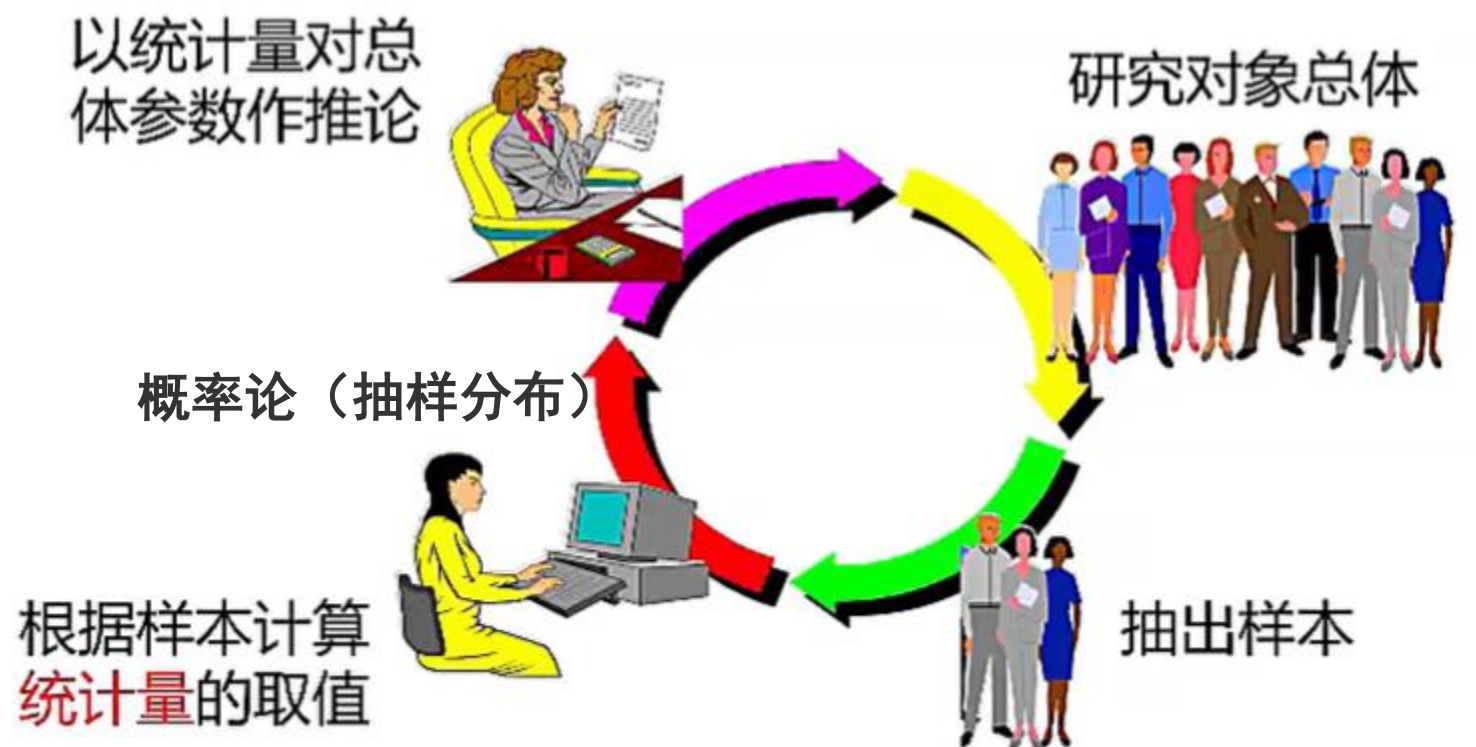 以统计量对总
体参数作推论
研究对象总体
概率论（抽样分布）
根据样本计算
统计量的取值
抽出样本